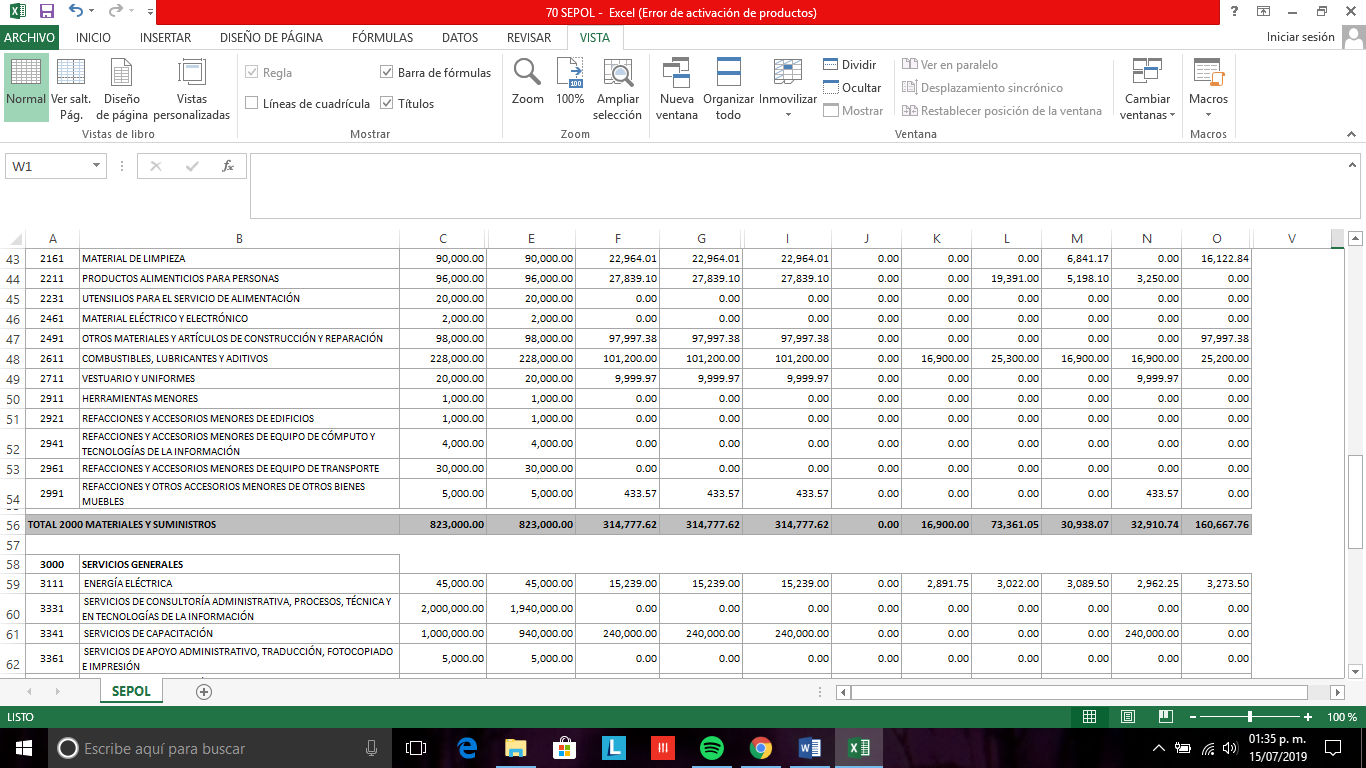 70 SEPOL - Excel (Error de activación de productos)
ARCHIVO INICIO INSERTAR DISEÑO DE PÁGINA FÓRMULAS DATOS REVISAR VISTA Iniciar sesión
Normal Ver salt. Pág. Diseño de página Vistas personalizadas
Vistas de libro
Regla Barra de fórmulas
Líneas de cuadrícula Títulos
Mostrar
Zoom 100% Ampliar selección
Zoom
Nueva ventana Organizar todo Inmovilizar
Dividir
Ocultar
Mostrar
Ver en paralelo
Desplazamiento sincrónico
Restablecer posición de la ventana
Cambiar ventanas
Ventana
Macros
Macros
W1 fx
A B C E F G I J K L M N O V
43 2161 MATERIAL DE LIMPIEZA 90,000.00 90,000.00 22,964.01 22,964.01 22,964.01 0.00 0.00 0.00 6,841.17 0.00 16,122.84
44 2211 PRODUCTOS ALIMENTICIOS PARA PERSONAS 96,000.00 96,000.00 27,839.10 27,839.10 27,839.10 0.00 0.00 19,391.00 5,198.10 3,250.00 0.00
45 2231 UTENSILIOS PARA EL SERVICIO DE ALIMENTACIÓN 20,000.00 20,000.00 0.00 0.00 0.00 0.00 0.00 0.00 0.00 0.00 0.00
46 2461 MATERIAL ELÉCTRICO Y ELECTRÓNICO 2,000.00 2,000.00 0.00 0.00 0.00 0.00 0.00 0.00 0.00 0.00 0.00
47 2491 OTROS MATERIALES Y ARTÍCULOS DE CONSTRUCCIÓN Y REPARACIÓN 98,000.00 98,000.00 97,997.38 97,997.38 97,997.38 0.00 0.00 0.00 0.00 0.00 97,997.38
48 2611 COMBUSTIBLES, LUBRICANTES Y ADITIVOS 228,000.00 228,000.00 101,200.00 101,200.00 101,200.00 0.00 16,900.00 25,300.00 16,900.00 16,900.00 25,200.00
49 2711 VESTUARIO Y UNIFORMES 20,000.00 20,000.00 9,999.97 9,999.97 9,999.97 0.00 0.00 0.00 0.00 9,999.97 0.00
50 2911 HERRAMIENTAS MENORES 1,000.00 1,000.00 0.00 0.00 0.00 0.00 0.00 0.00 0.00 0.00 0.00
51 2921 REFACCIONES Y ACCESORIOS MENORES DE EDIFICIOS 1,000.00 1,000.00 0.00 0.00 0.00 0.00 0.00 0.00 0.00 0.00 0.00
52 2941 REFACCIONES Y ACCESORIOS MENORES DE EQUIPO DE CÓMPUTO Y
TECNOLOGÍAS DE LA INFORMACIÓN 4,000.00 4,000.00 0.00 0.00 0.00 0.00 0.00 0.00 0.00 0.00 0.00
53 2961 REFACCIONES Y ACCESORIOS MENORES DE EQUIPO DE TRANSPORTE 30,000.00 30,000.00 0.00 0.00 0.00 0.00 0.00 0.00 0.00 0.00 0.00
54 2991 REFACCIONES Y OTROS ACCESORIOS MENORES DE OTROS BIENES
MUEBLES 5,000.00 5,000.00 433.57 433.57 433.57 0.00 0.00 0.00 0.00 433.57 0.00
56 TOTAL 2000 MATERIALES Y SUMINISTROS 823,000.00 823,000.00 314,777.62 314,777.62 314,777.62 0.00 16,900.00 73,361.05 30,938.07 32,910.74 160,667.76
57
58 3000 SERVICIOS GENERALES
59 3111 ENERGÍA ELÉCTRICA 45,000.00 45,000.00 15,239.00 15,239.00 15,239.00 0.00 2,891.75 3,022.00 3,089.50 2,962.25 3,273.50
60 3331 SERVICIOS DE CONSULTORÍA ADMINISTRATIVA, PROCESOS, TÉCNICA Y
EN TECNOLOGÍAS DE LA INFORMACIÓN 2,000,000.00 1,940,000.00 0.00 0.00 0.00 0.00 0.00 0.00 0.00 0.00 0.00
61 3341 SERVICIOS DE CAPACITACIÓN 1,000,000.00 940,000.00 240,000.00 240,000.00 240,000.00 0.00 0.00 0.00 0.00 240,000.00 0.00
62 3361 SERVICIOS DE APOYO ADMINISTRATIVO, TRADUCCIÓN, FOTOCOPIADO
E IMPRESIÓN 5,000.00 5,000.00 0.00 0.00 0.00 0.00 0.00 0.00 0.00 0.00 0.00
SEPOL
LISTO 100 %
Escribe aquí para buscar
01:35 p. m.
15/07/2019